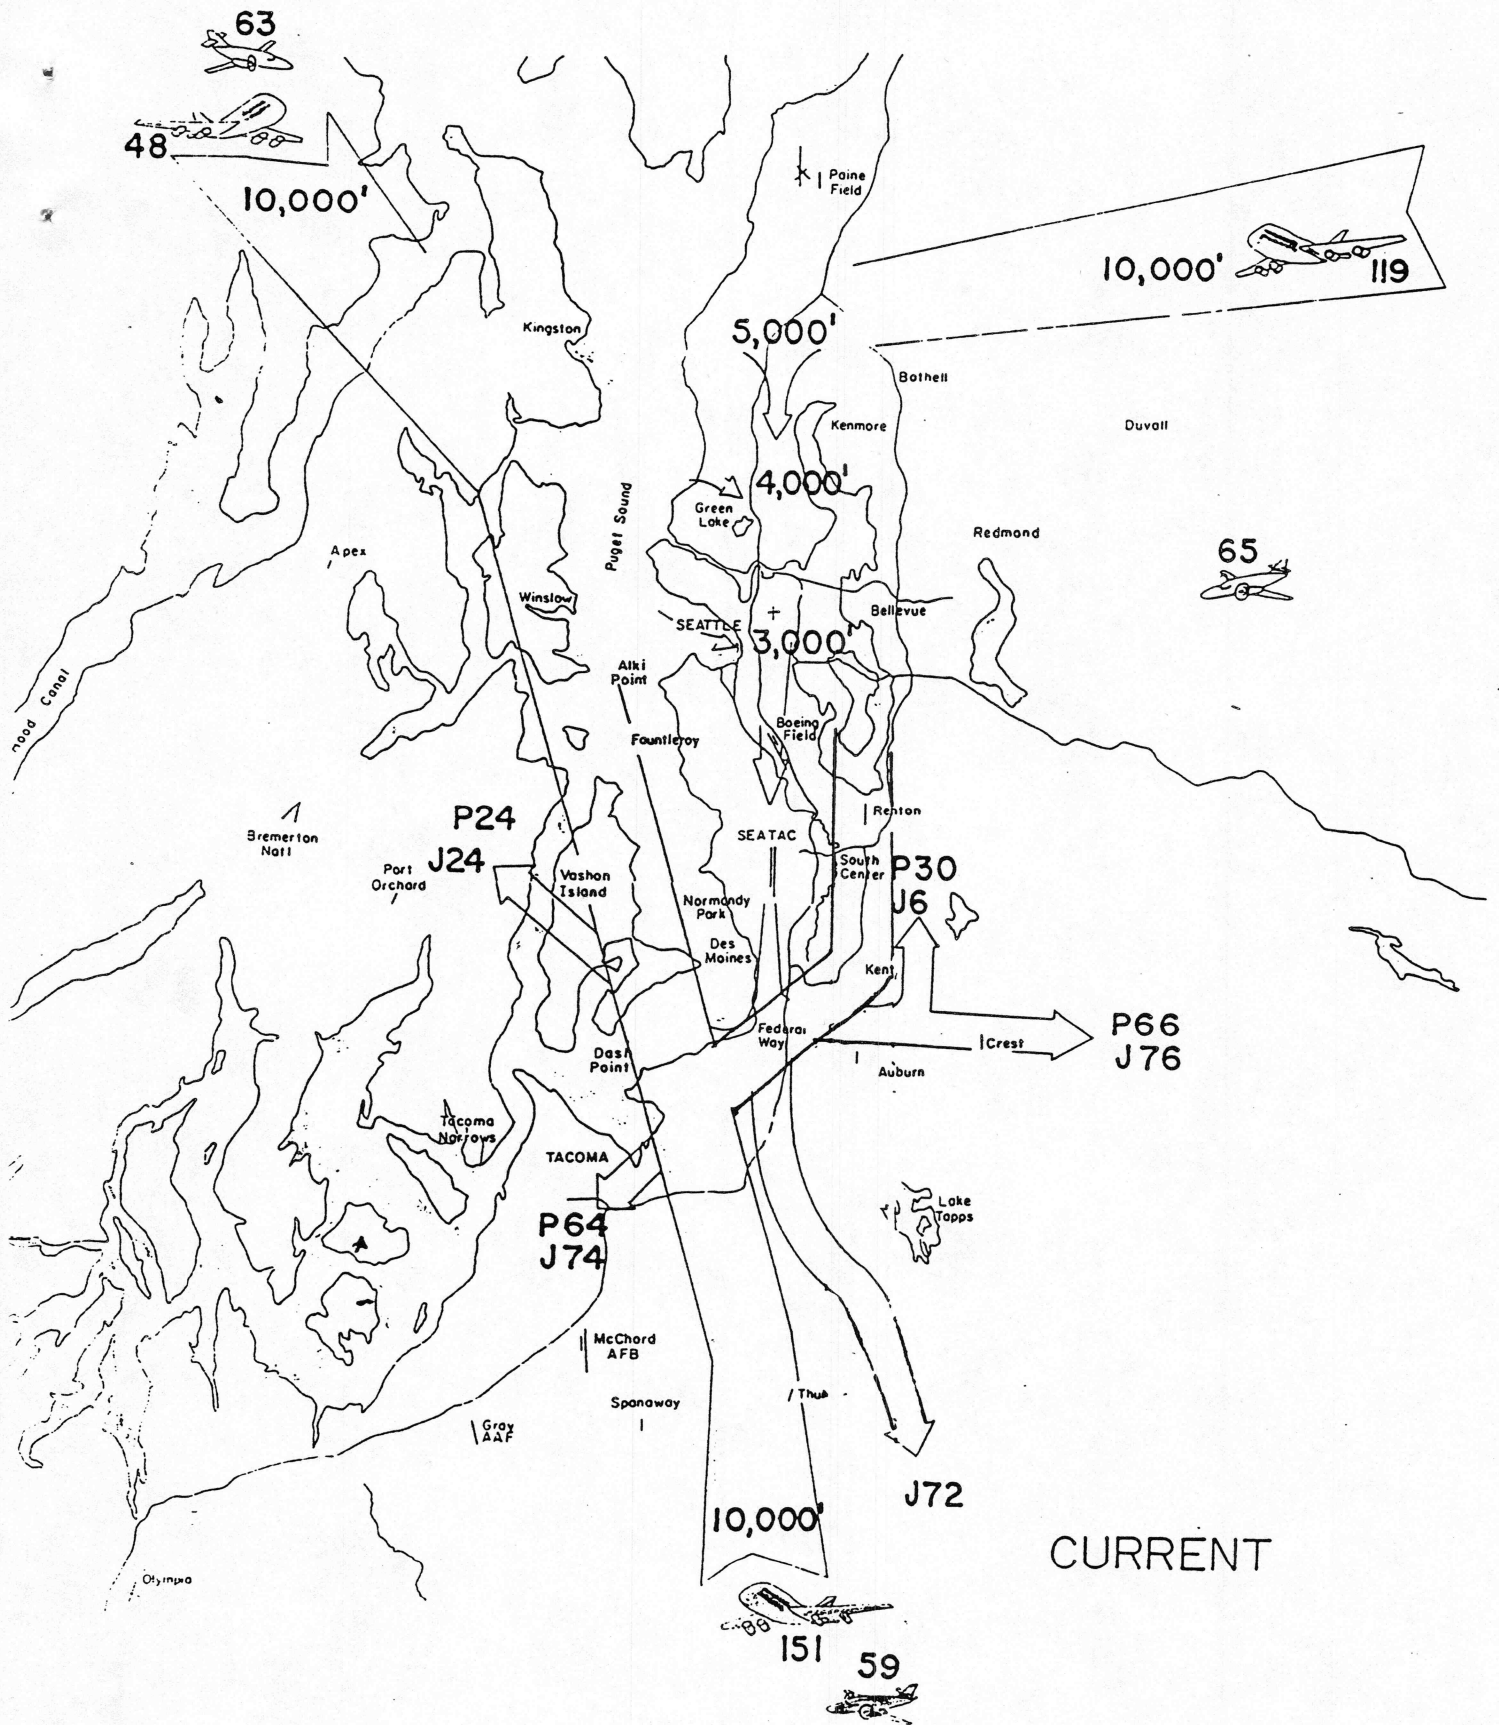 63
48
10,000'
Paine
Field
10,000'
119
Kingston
5,000'
Bothell
Kenmore
Duvall
4,000'
Green
Lake
Puget Sound
Redmond
Apex
65
Winslow
SEATTLE
Bellevue
3,000'
Alki
Point
Hood Canal
Boeing
Field
Fauntleroy
P24
J24
Bremerton
Natl
Port
Orchard
Renton
SEATAC
South
Center
P30
J6
Vashon
Island
Normandy
Park
Des
Moines
Kent
Federal
Way
Crest
P66
J76
Dash
Point
Auburn
Tacoma
Narrows
TACOMA
P64
J74
Lake
Tapps
McChord
AFB
Spanaway
Thun
Gray
AAF
J72
10,000'
CURRENT
Olympia
151
59